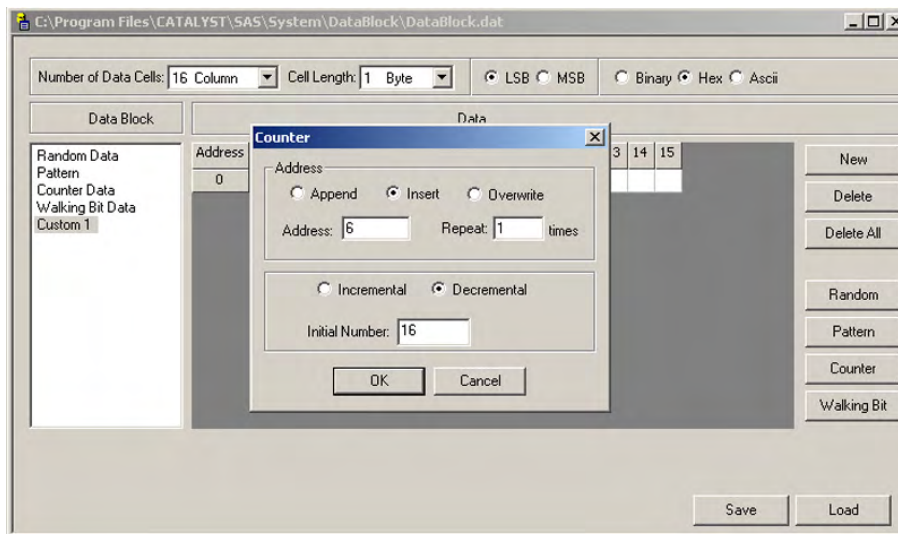 C:\Program Files\CATALYST\SAS\System\DataBlock\DataBlock.dat
Number of Data Cells: 16 Column Cell Length: 1 Byte LSB MSB Binary Hex Ascii
Data Block Data
Random Data
Pattern
Counter Data
Walking Bit Data
Custom 1
Address 3 14 15
0
Counter
Address
Append Insert Overwrite
Address: 6 Repeat: 1 times
Incremental Decremental
Initial Number: 16
OK Cancel
New
Delete
Delete All
Random
Pattern
Counter
Walking Bit
Save Load